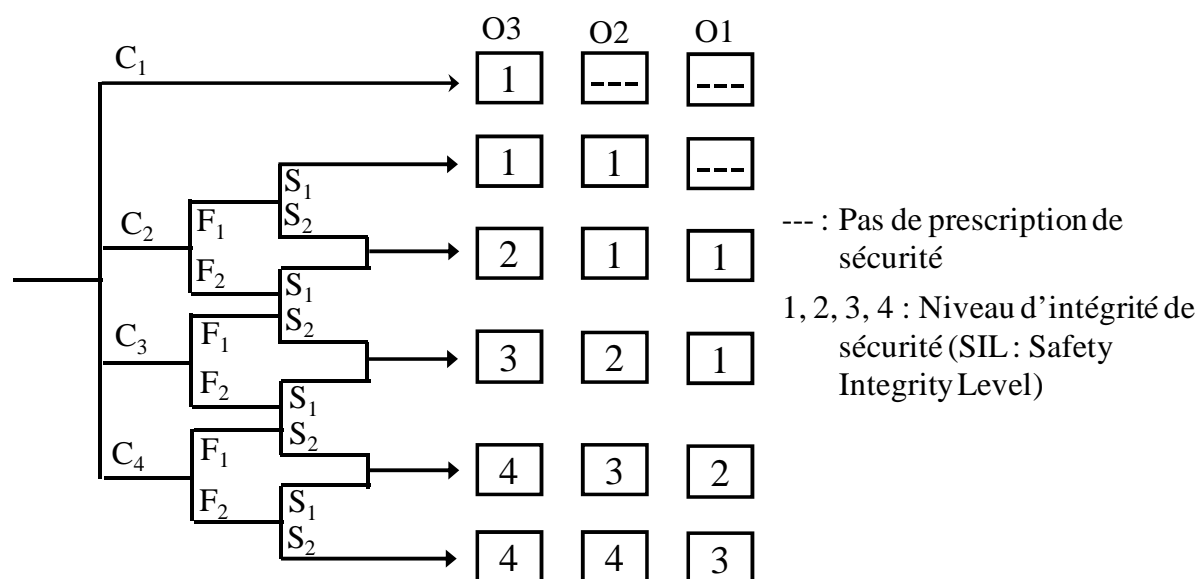 O3 O2 O1
C₁
1 --- ---
1 1 ---
S₁
S₂
C₂ F₁
F₂
2 1 1
S₁
S₂
C₃ F₁
F₂
3 2 1
S₁
S₂
C₄ F₁
F₂
4 3 2
S₁
S₂
4 4 3
--- : Pas de prescription de
sécurité
1, 2, 3, 4 : Niveau d’intégrité de
sécurité (SIL : Safety
Integrity Level)